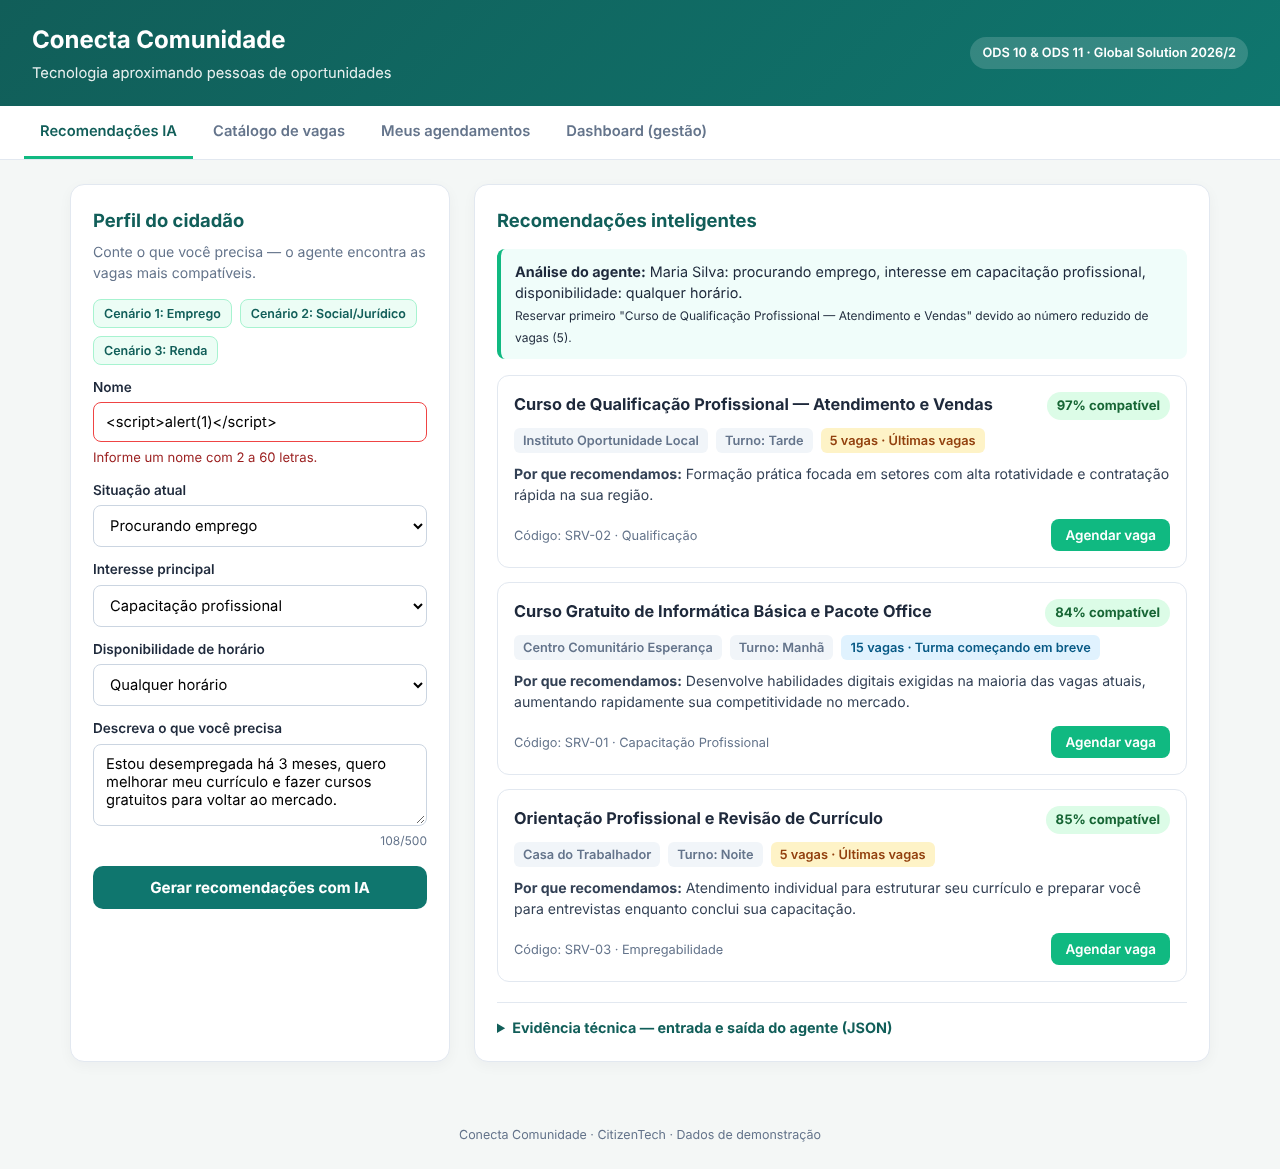 Conecta Comunidade
Tecnologia aproximando pessoas de oportunidades
ODS 10 & ODS 11 · Global Solution 2026/2
Recomendações IA
Catálogo de vagas
Meus agendamentos
Dashboard (gestão)
Perfil do cidadão
Conte o que você precisa — o agente encontra as
vagas mais compatíveis.
Cenário 1: Emprego
Cenário 2: Social/Jurídico
Cenário 3: Renda
Nome
<script>alert(1)</script>
Informe um nome com 2 a 60 letras.
Situação atual
Procurando emprego
Interesse principal
Capacitação profissional
Disponibilidade de horário
Qualquer horário
Descreva o que você precisa
Estou desempregada há 3 meses, quero
melhorar meu currículo e fazer cursos
gratuitos para voltar ao mercado.
108/500
Gerar recomendações com IA
Recomendações inteligentes
Análise do agente: Maria Silva: procurando emprego, interesse em capacitação profissional,
disponibilidade: qualquer horário.
Reservar primeiro "Curso de Qualificação Profissional — Atendimento e Vendas" devido ao número reduzido de
vagas (5).
Curso de Qualificação Profissional — Atendimento e Vendas
97% compatível
Instituto Oportunidade Local
Turno: Tarde
5 vagas · Últimas vagas
Por que recomendamos: Formação prática focada em setores com alta rotatividade e contratação
rápida na sua região.
Código: SRV-02 · Qualificação
Agendar vaga
Curso Gratuito de Informática Básica e Pacote Office
84% compatível
Centro Comunitário Esperança
Turno: Manhã
15 vagas · Turma começando em breve
Por que recomendamos: Desenvolve habilidades digitais exigidas na maioria das vagas atuais,
aumentando rapidamente sua competitividade no mercado.
Código: SRV-01 · Capacitação Profissional
Agendar vaga
Orientação Profissional e Revisão de Currículo
85% compatível
Casa do Trabalhador
Turno: Noite
5 vagas · Últimas vagas
Por que recomendamos: Atendimento individual para estruturar seu currículo e preparar você
para entrevistas enquanto conclui sua capacitação.
Código: SRV-03 · Empregabilidade
Agendar vaga
Evidência técnica — entrada e saída do agente (JSON)
Conecta Comunidade · CitizenTech · Dados de demonstração